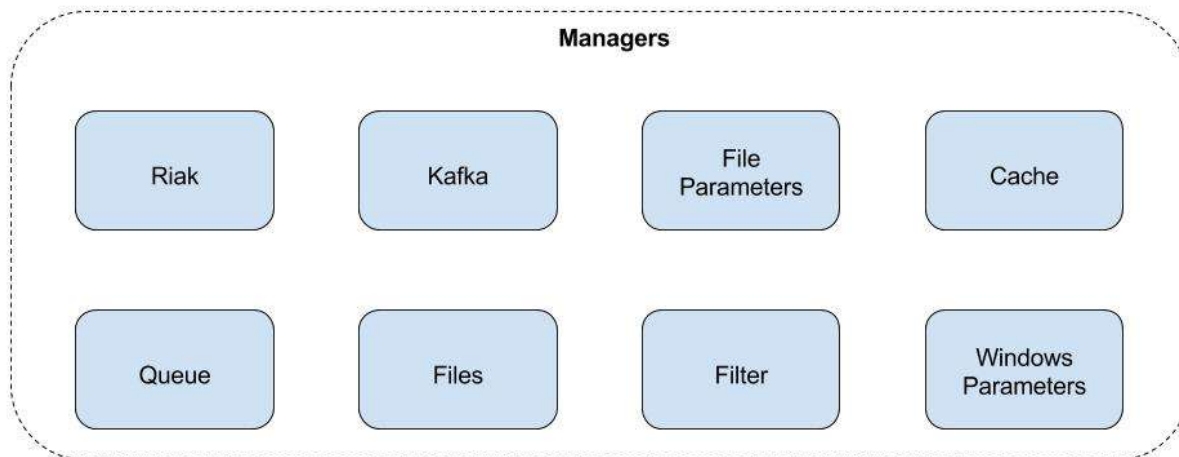 Managers
Riak
Kafka
File
Parameters
Cache
Queue
Files
Filter
Windows
Parameters